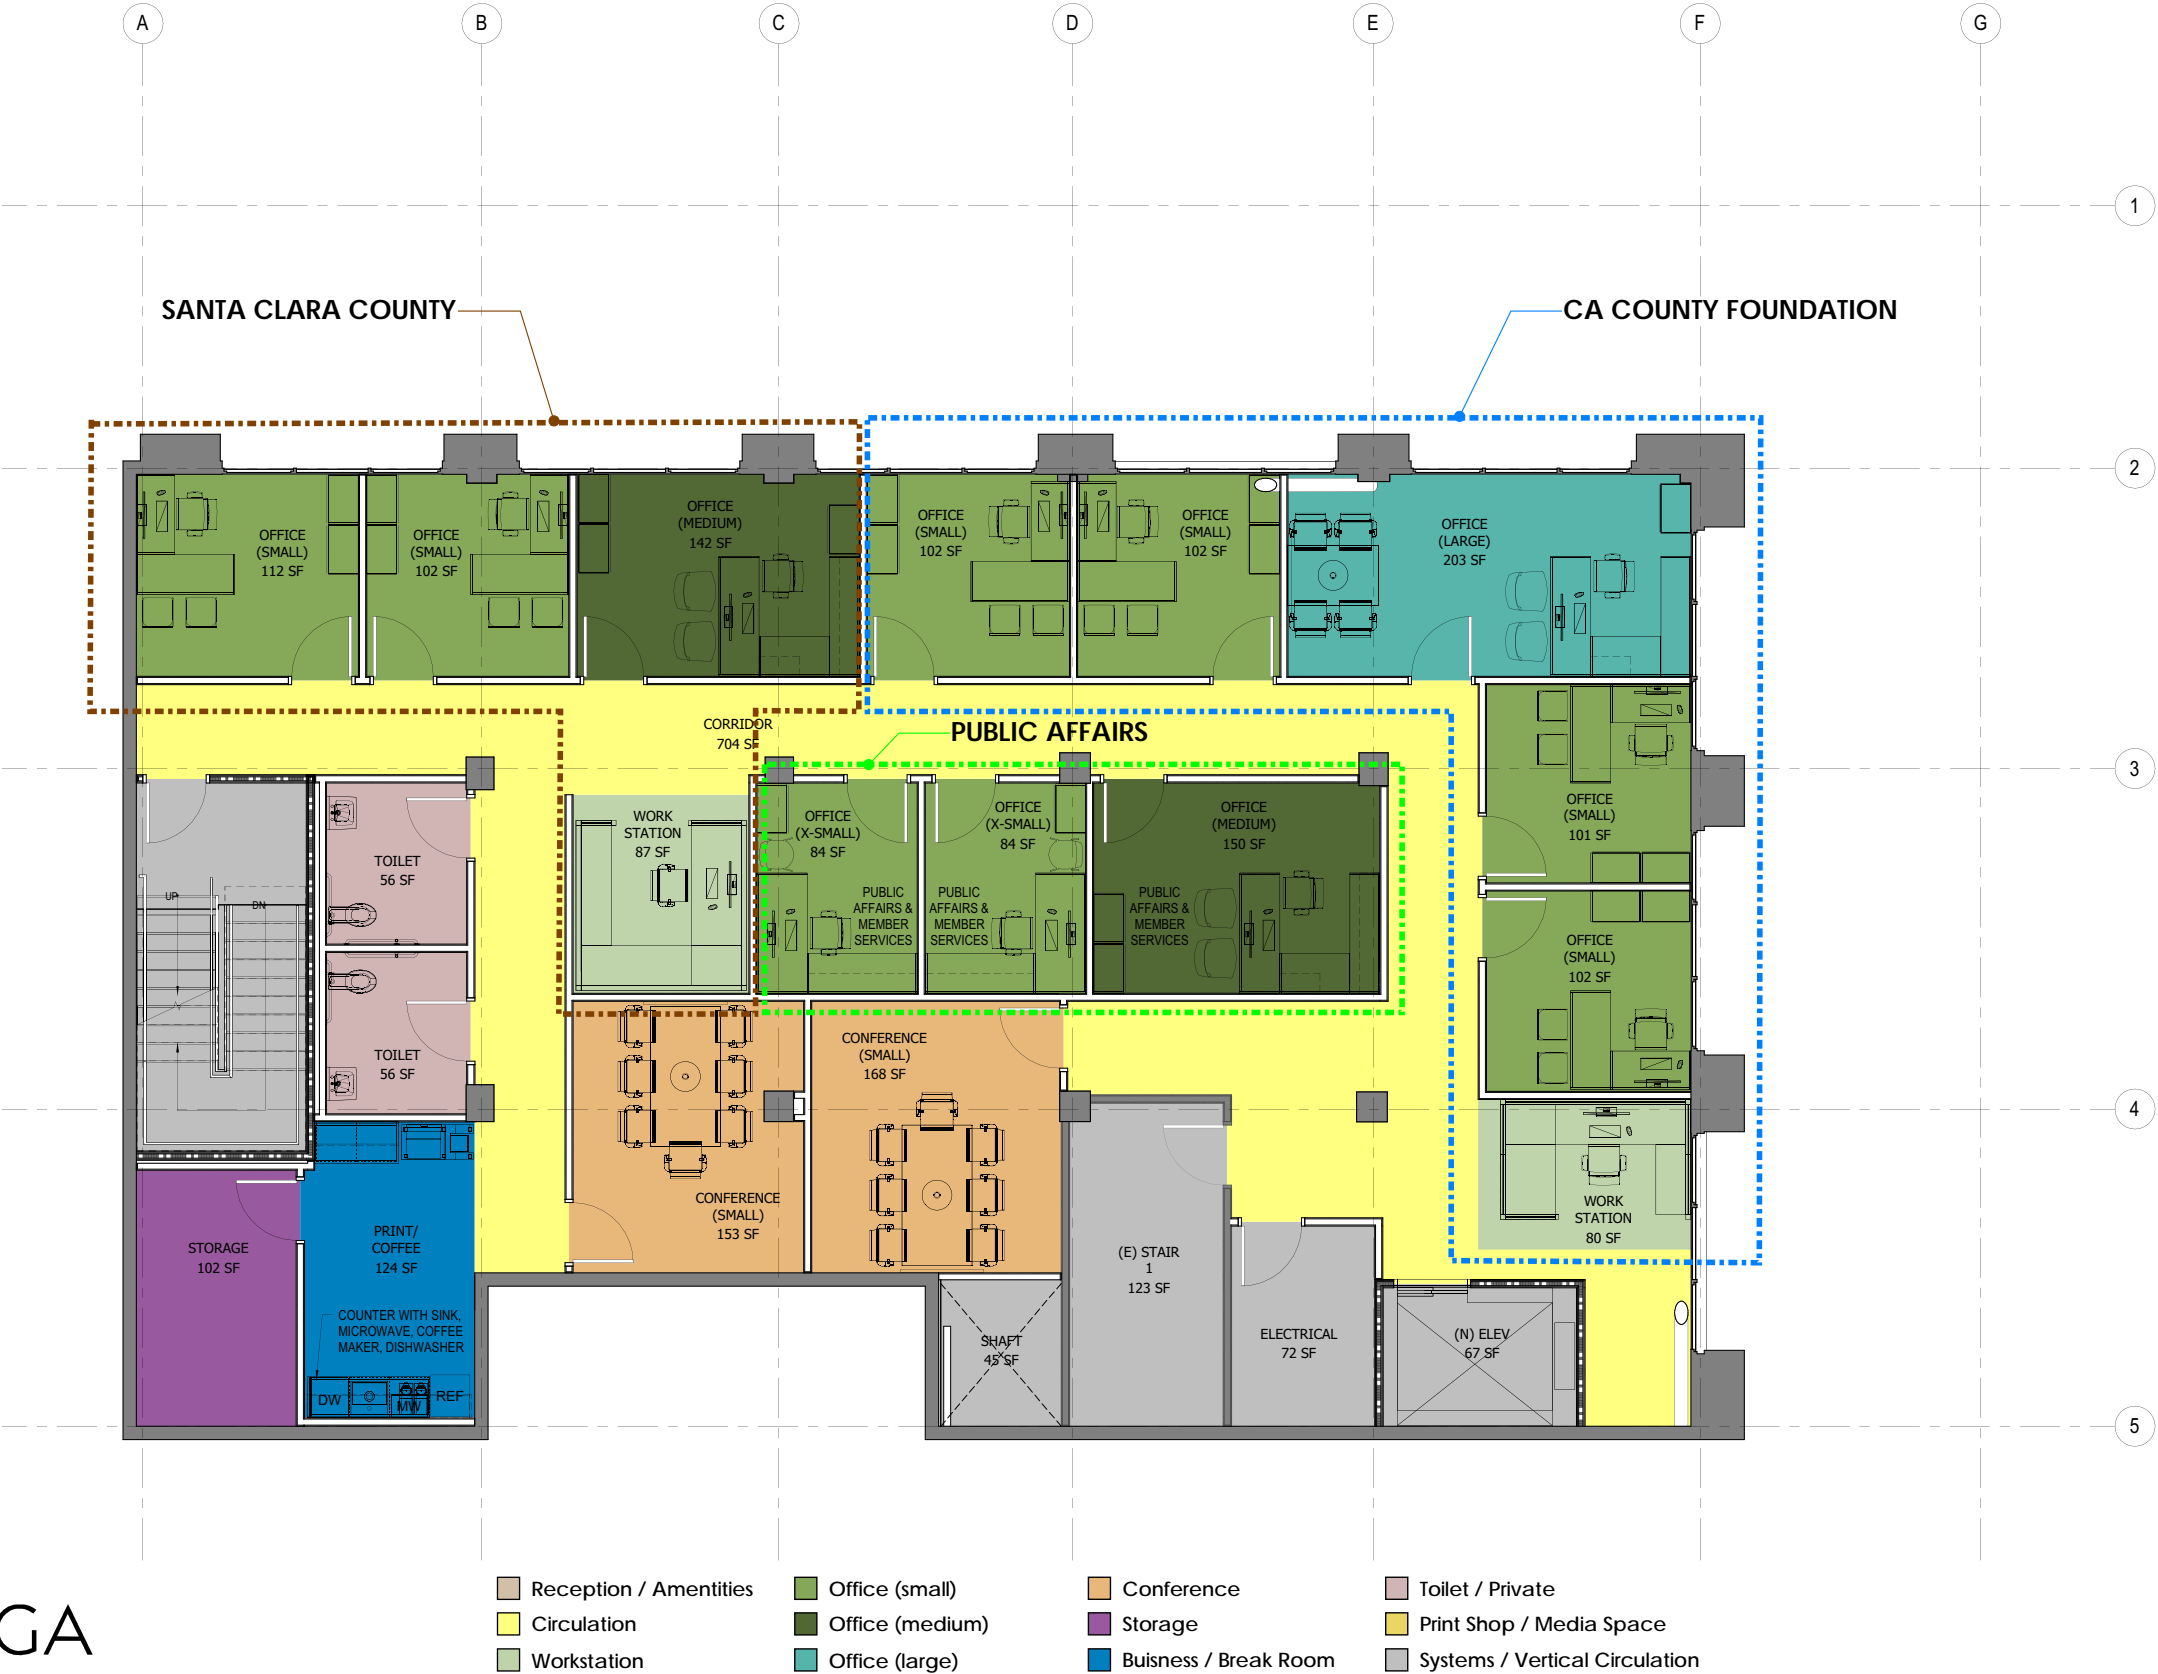 A B C D E F G
1
SANTA CLARA COUNTY
CA COUNTY FOUNDATION
2
OFFICE
(SMALL)
112 SF
OFFICE
(SMALL)
102 SF
OFFICE
(MEDIUM)
142 SF
OFFICE
(SMALL)
102 SF
OFFICE
(SMALL)
102 SF
OFFICE
(LARGE)
203 SF
CORRIDOR
704 SF
PUBLIC AFFAIRS
3
TOILET
56 SF
WORK
STATION
87 SF
OFFICE
(X-SMALL)
84 SF
PUBLIC
AFFAIRS &
MEMBER
SERVICES
OFFICE
(X-SMALL)
84 SF
PUBLIC
AFFAIRS &
MEMBER
SERVICES
OFFICE
(MEDIUM)
150 SF
PUBLIC
AFFAIRS &
MEMBER
SERVICES
OFFICE
(SMALL)
101 SF
UP
DN
OFFICE
(SMALL)
102 SF
TOILET
56 SF
CONFERENCE
(SMALL)
168 SF
4
CONFERENCE
(SMALL)
153 SF
WORK
STATION
80 SF
STORAGE
102 SF
PRINT/
COFFEE
124 SF
COUNTER WITH SINK,
MICROWAVE, COFFEE
MAKER, DISHWASHER
DW
MW
REF
(E) STAIR
1
123 SF
SHAFT
45 SF
ELECTRICAL
72 SF
(N) ELEV
67 SF
5
GA
Reception / Amentities
Circulation
Workstation
Office (small)
Office (medium)
Office (large)
Conference
Storage
Buisness / Break Room
Toilet / Private
Print Shop / Media Space
Systems / Vertical Circulation